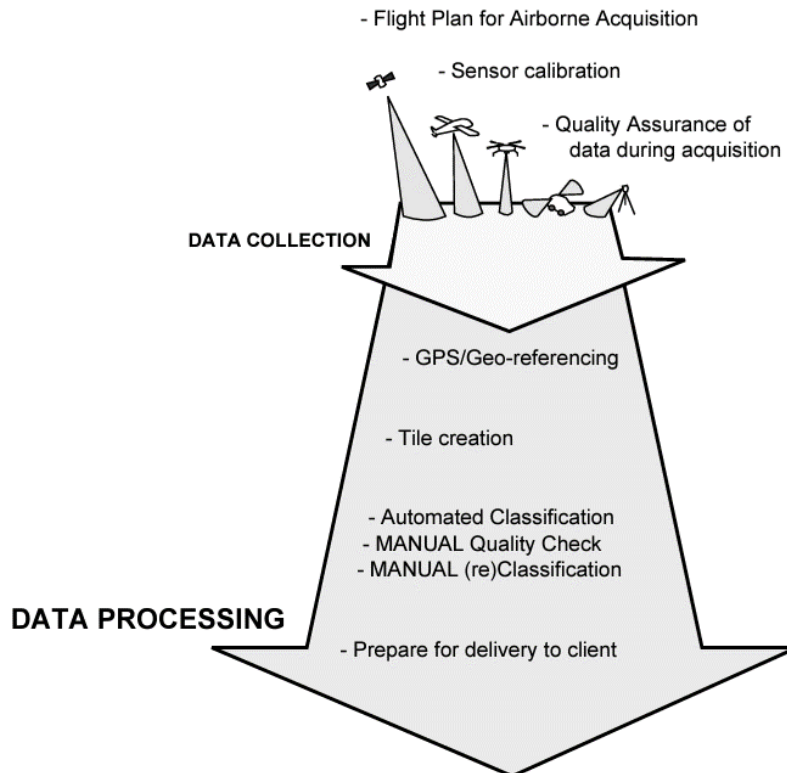 - Flight Plan for Airborne Acquisition
- Sensor calibration
- Quality Assurance of
data during acquisition
DATA COLLECTION
- GPS/Geo-referencing
- Tile creation
- Automated Classification
- MANUAL Quality Check
- MANUAL (re)Classification
DATA PROCESSING
- Prepare for delivery to client